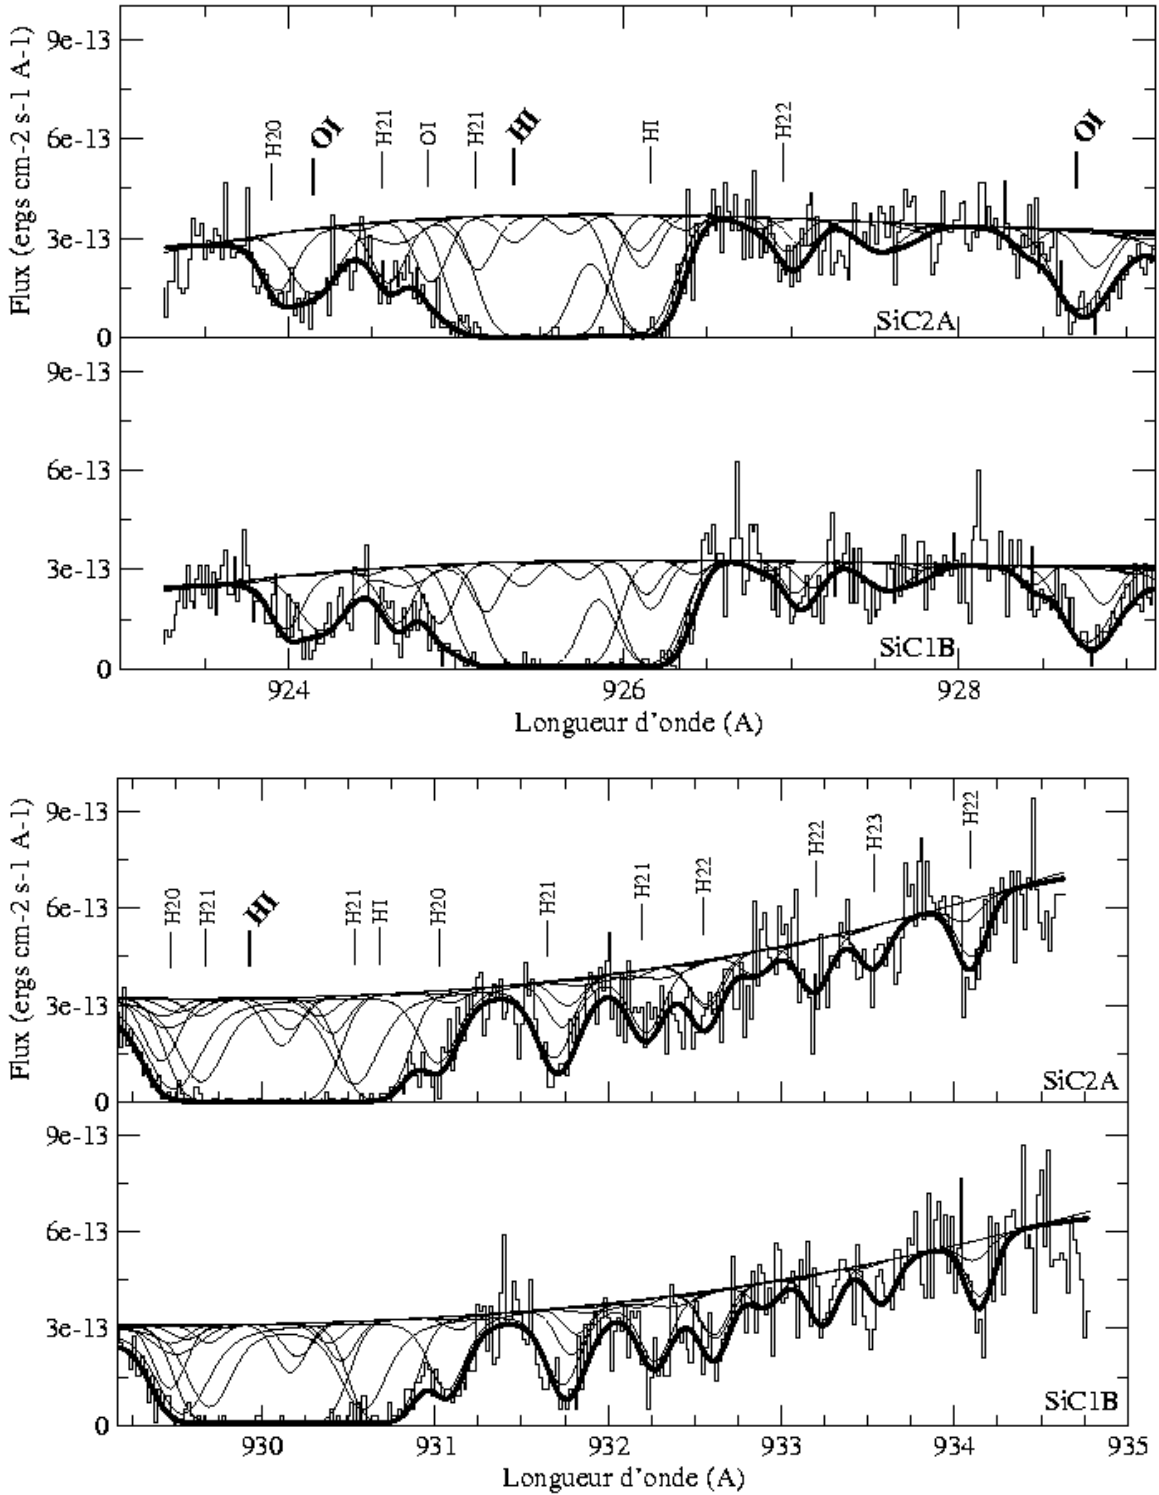 Flux (ergs cm-2 s-1 A-1)
9e-13
6e-13
3e-13
0
H20
OI
H21
OI
H21
HI
HI
H22
OI
SiC2A
9e-13
6e-13
3e-13
0
SiC1B
924
926
928
Longueur d'onde (A)
Flux (ergs cm-2 s-1 A-1)
9e-13
6e-13
3e-13
0
H20
H21
HI
H21
HI
H20
H21
H21
H22
H22
H23
H22
SiC2A
9e-13
6e-13
3e-13
0
SiC1B
930
931
932
933
934
935
Longueur d'onde (A)